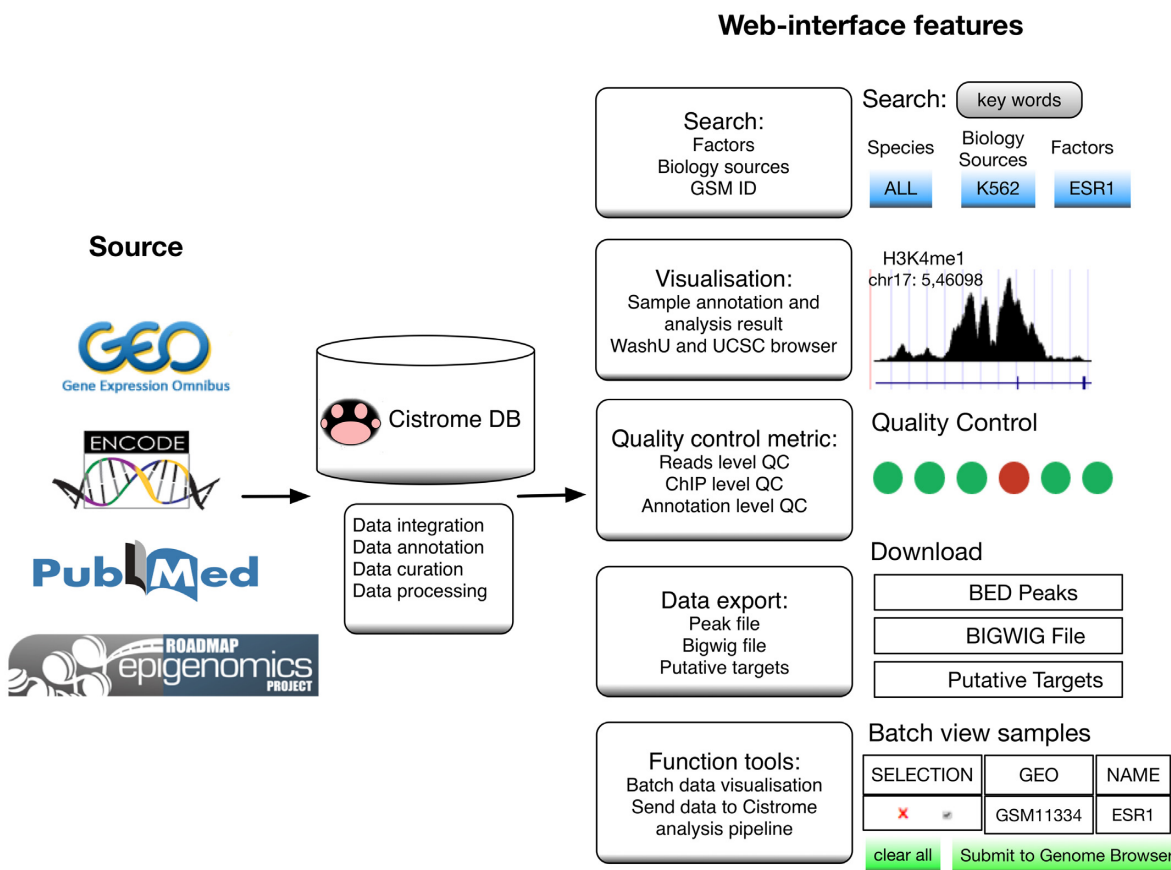 Web-interface features
Source
GEO
Gene Expression Omnibus
ENCODE
PubMed
ROADMAP
epigenomics
PROJECT
Cistrome DB
Data integration
Data annotation
Data curation
Data processing
Search:
Factors
Biology sources
GSM ID
Search: key words
Species Biology Sources Factors
ALL K562 ESR1
Visualisation:
Sample annotation and
analysis result
WashU and UCSC browser
H3K4me1
chr17: 5,46098
Quality control metric:
Reads level QC
ChIP level QC
Annotation level QC
Quality Control
Data export:
Peak file
Bigwig file
Putative targets
Download
BED Peaks
BIGWIG File
Putative Targets
Function tools:
Batch data visualisation
Send data to Cistrome
analysis pipeline
Batch view samples
SELECTION GEO NAME
X GSM11334 ESR1
clear all Submit to Genome Browser